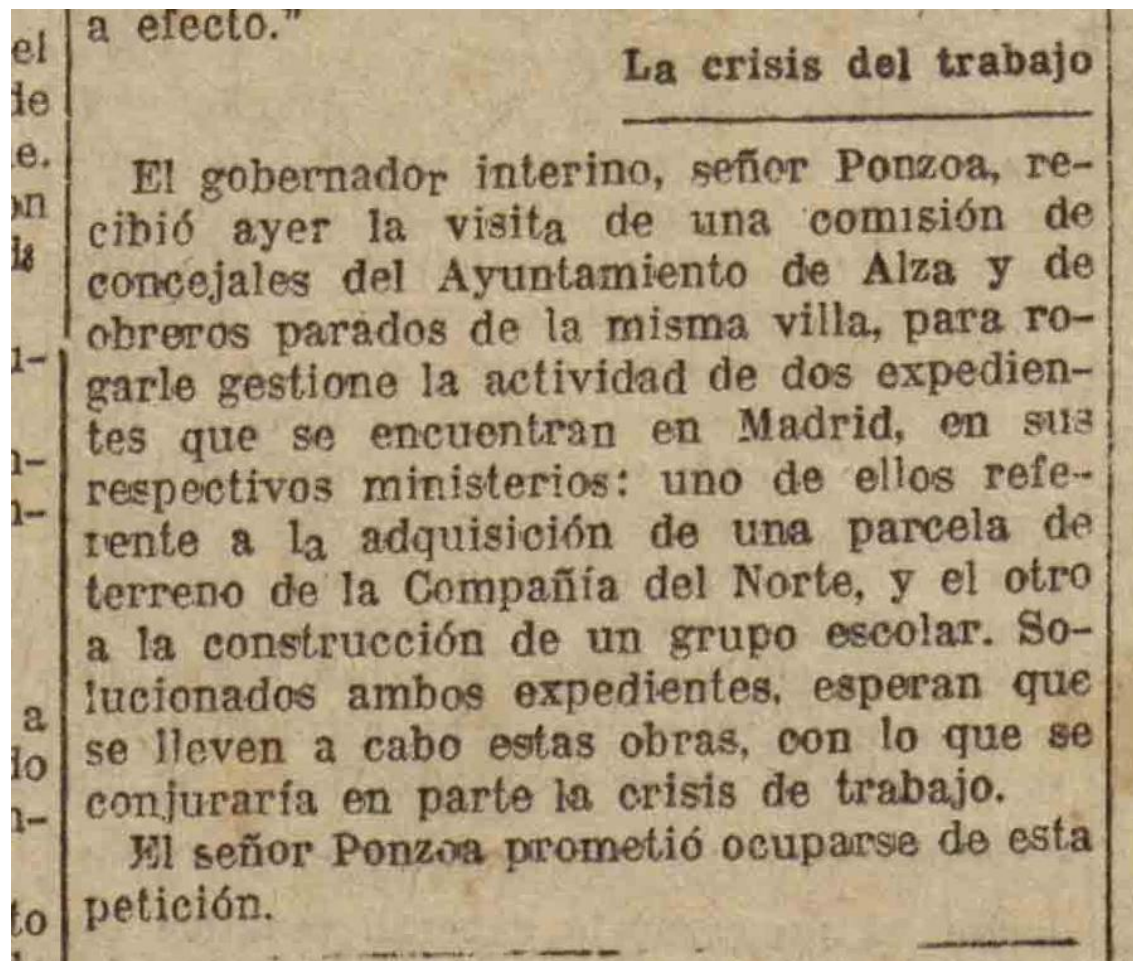 a efecto."
La crisis del trabajo
El gobernador interino, señor Ponzoa, re-
cibió ayer la visita de una comisión de
concejales del Ayuntamiento de Alza y de
obreros parados de la misma villa, para ro-
garle gestione la actividad de dos expedien-
tes que se encuentran en Madrid, en sus
respectivos ministerios: uno de ellos refe-
rente a la adquisición de una parcela de
terreno de la Compañía del Norte, y el otro
a la construcción de un grupo escolar. So-
lucionados ambos expedientes, esperan que
se lleven a cabo estas obras, con lo que se
conjuraría en parte la crisis de trabajo.
El señor Ponzoa prometió ocuparse de esta
petición.